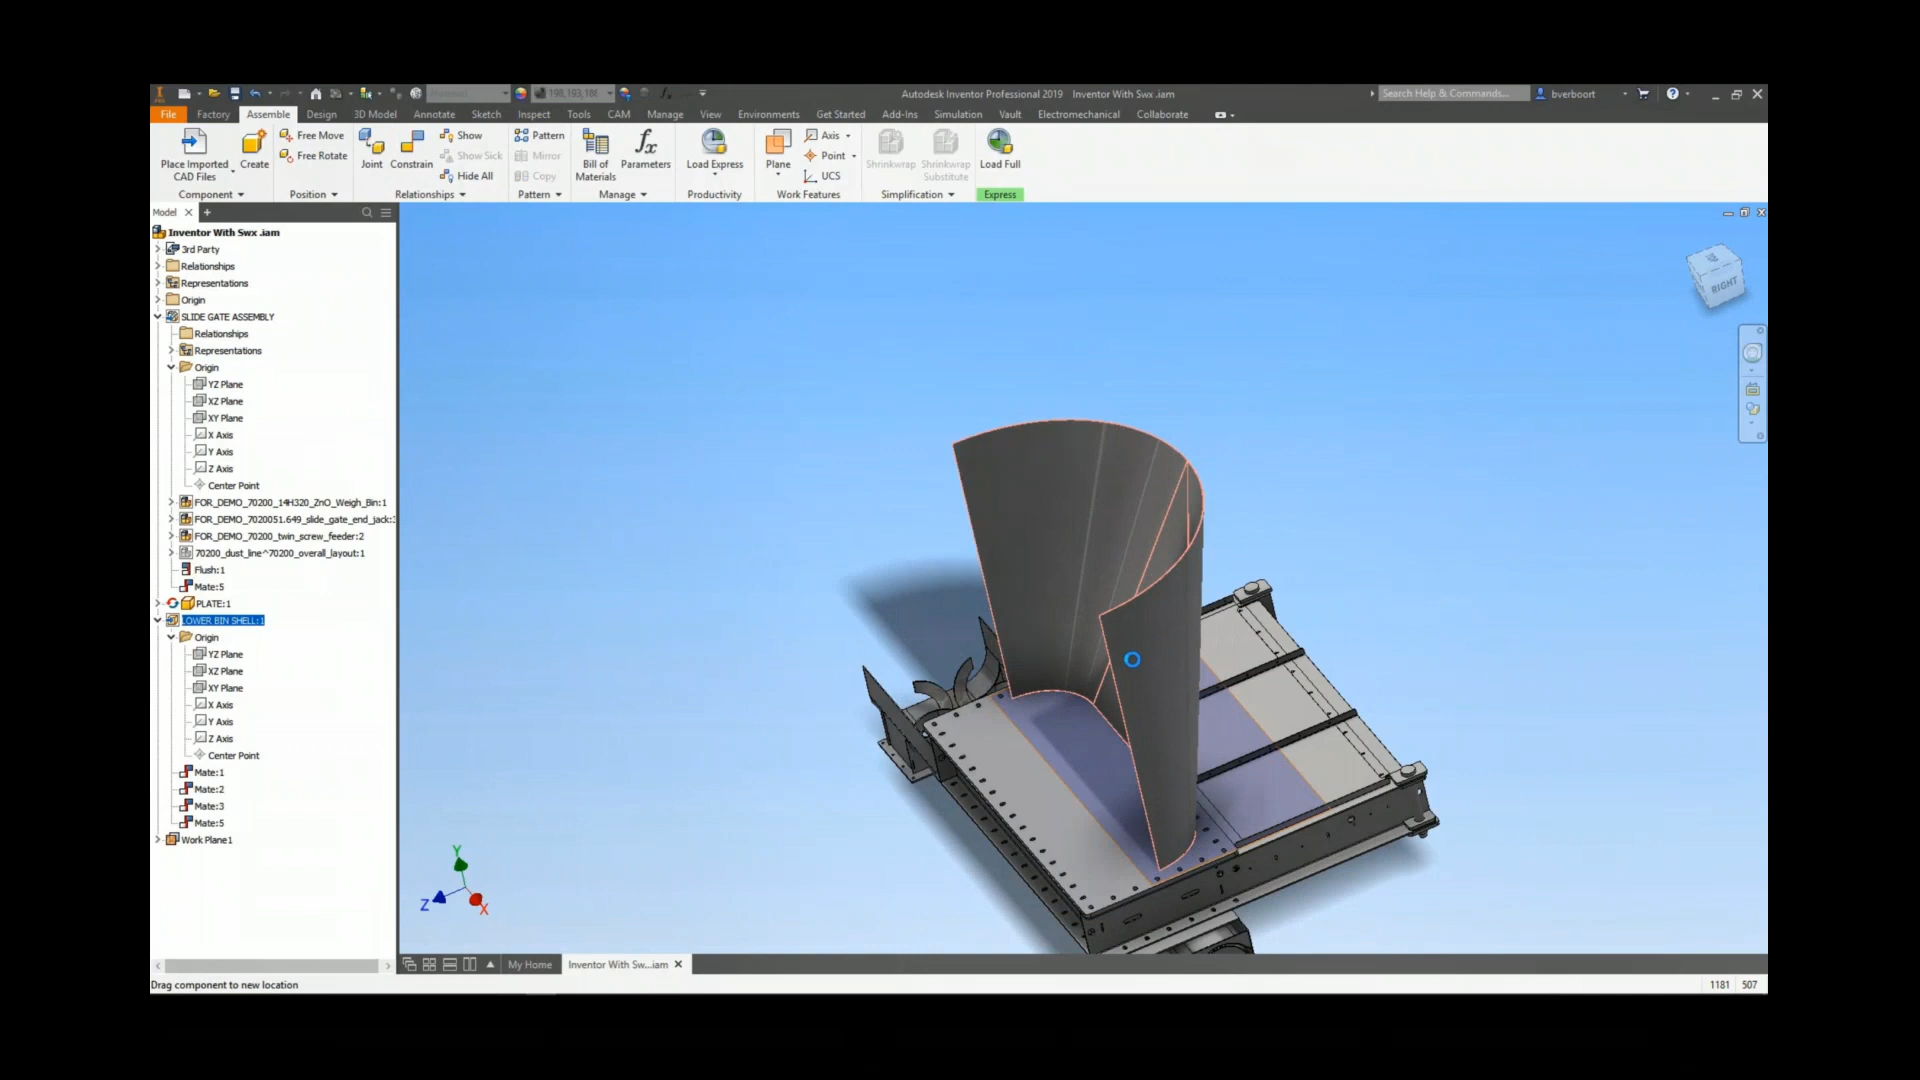 Autodesk Inventor Professional 2019 Inventor With Swx .iam
Search Help & Commands...
bverboort
File Factory Assemble Design 3D Model Annotate Sketch Inspect Tools CAM Manage View Environments Get Started Add-Ins Simulation Vault Electromechanical Collaborate
Place Imported CAD Files
Create
Free Move
Free Rotate
Joint
Constrain
Show
Show Sick
Hide All
Pattern
Mirror
Copy
Bill of Materials
Parameters
Load Express
Plane
Axis
Point
UCS
Shrinkwrap
Shrinkwrap Substitute
Load Full
Component Position Relationships Pattern Manage Productivity Work Features Simplification Express
Model
Inventor With Swx .iam
3rd Party
Relationships
Representations
Origin
SLIDE GATE ASSEMBLY
Relationships
Representations
Origin
YZ Plane
XZ Plane
XY Plane
X Axis
Y Axis
Z Axis
Center Point
FOR_DEMO_70200_14H320_ZnO_Weigh_Bin:1
FOR_DEMO_7020051.649_slide_gate_end_jack:
FOR_DEMO_70200_twin_screw_feeder:2
70200_dust_line^70200_overall_layout:1
Flush:1
Mate:5
PLATE:1
LOWER BIN SHELL:1
Origin
YZ Plane
XZ Plane
XY Plane
X Axis
Y Axis
Z Axis
Center Point
Mate:1
Mate:2
Mate:3
Mate:5
Work Plane1
RIGHT
Y
Z
X
My Home
Inventor With Sw...iam
Drag component to new location
1181 507